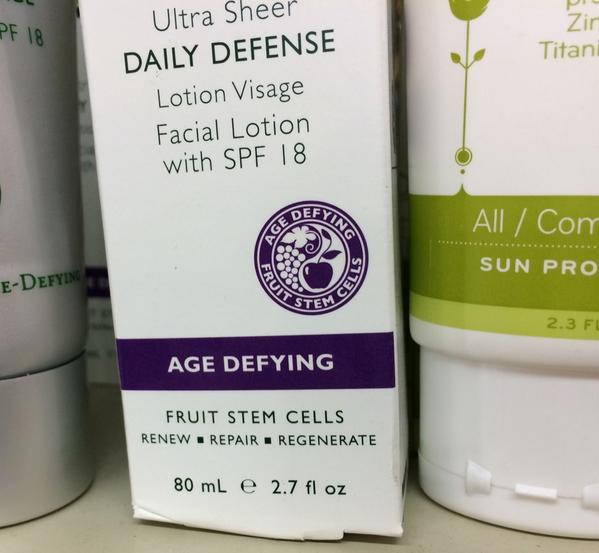 PF 18
E-DEFYING
Ultra Sheer
DAILY DEFENSE
Lotion Visage
Facial Lotion
with SPF 18
AGE DEFYING
FRUIT STEM CELLS
AGE DEFYING
FRUIT STEM CELLS
RENEW ■ REPAIR ■ REGENERATE
80 mL ℮ 2.7 fl oz
All / Com
SUN PRO
2.3 FL